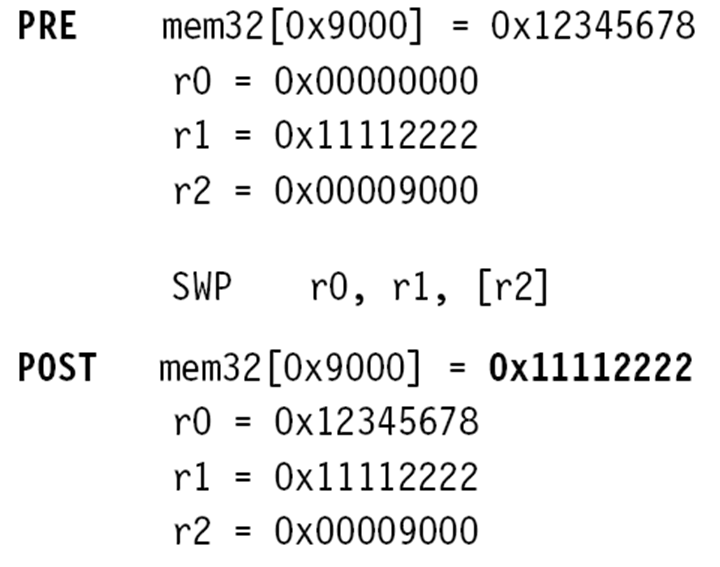 PRE mem32[0x9000] = 0x12345678
r0 = 0x00000000
r1 = 0x11112222
r2 = 0x00009000
SWP r0, r1, [r2]
POST mem32[0x9000] = 0x11112222
r0 = 0x12345678
r1 = 0x11112222
r2 = 0x00009000